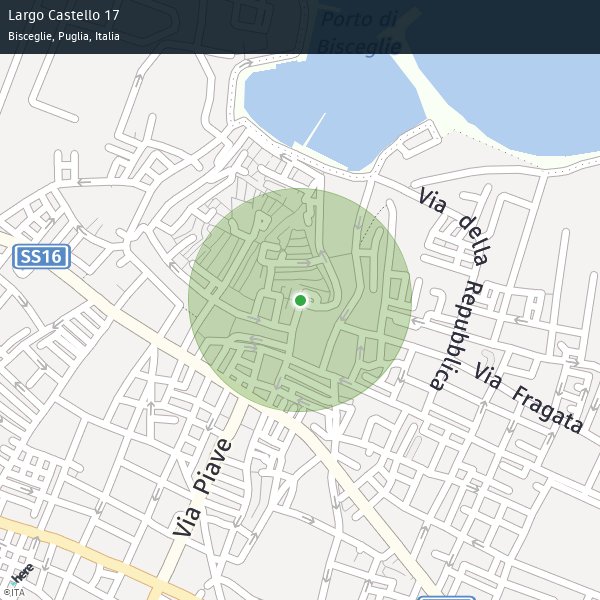 Largo Castello 17
Bisceglie, Puglia, Italia
Porto di
Bisceglie
Via della Repubblica
SS16
Via Fragata
Via Piave
here
©ITA